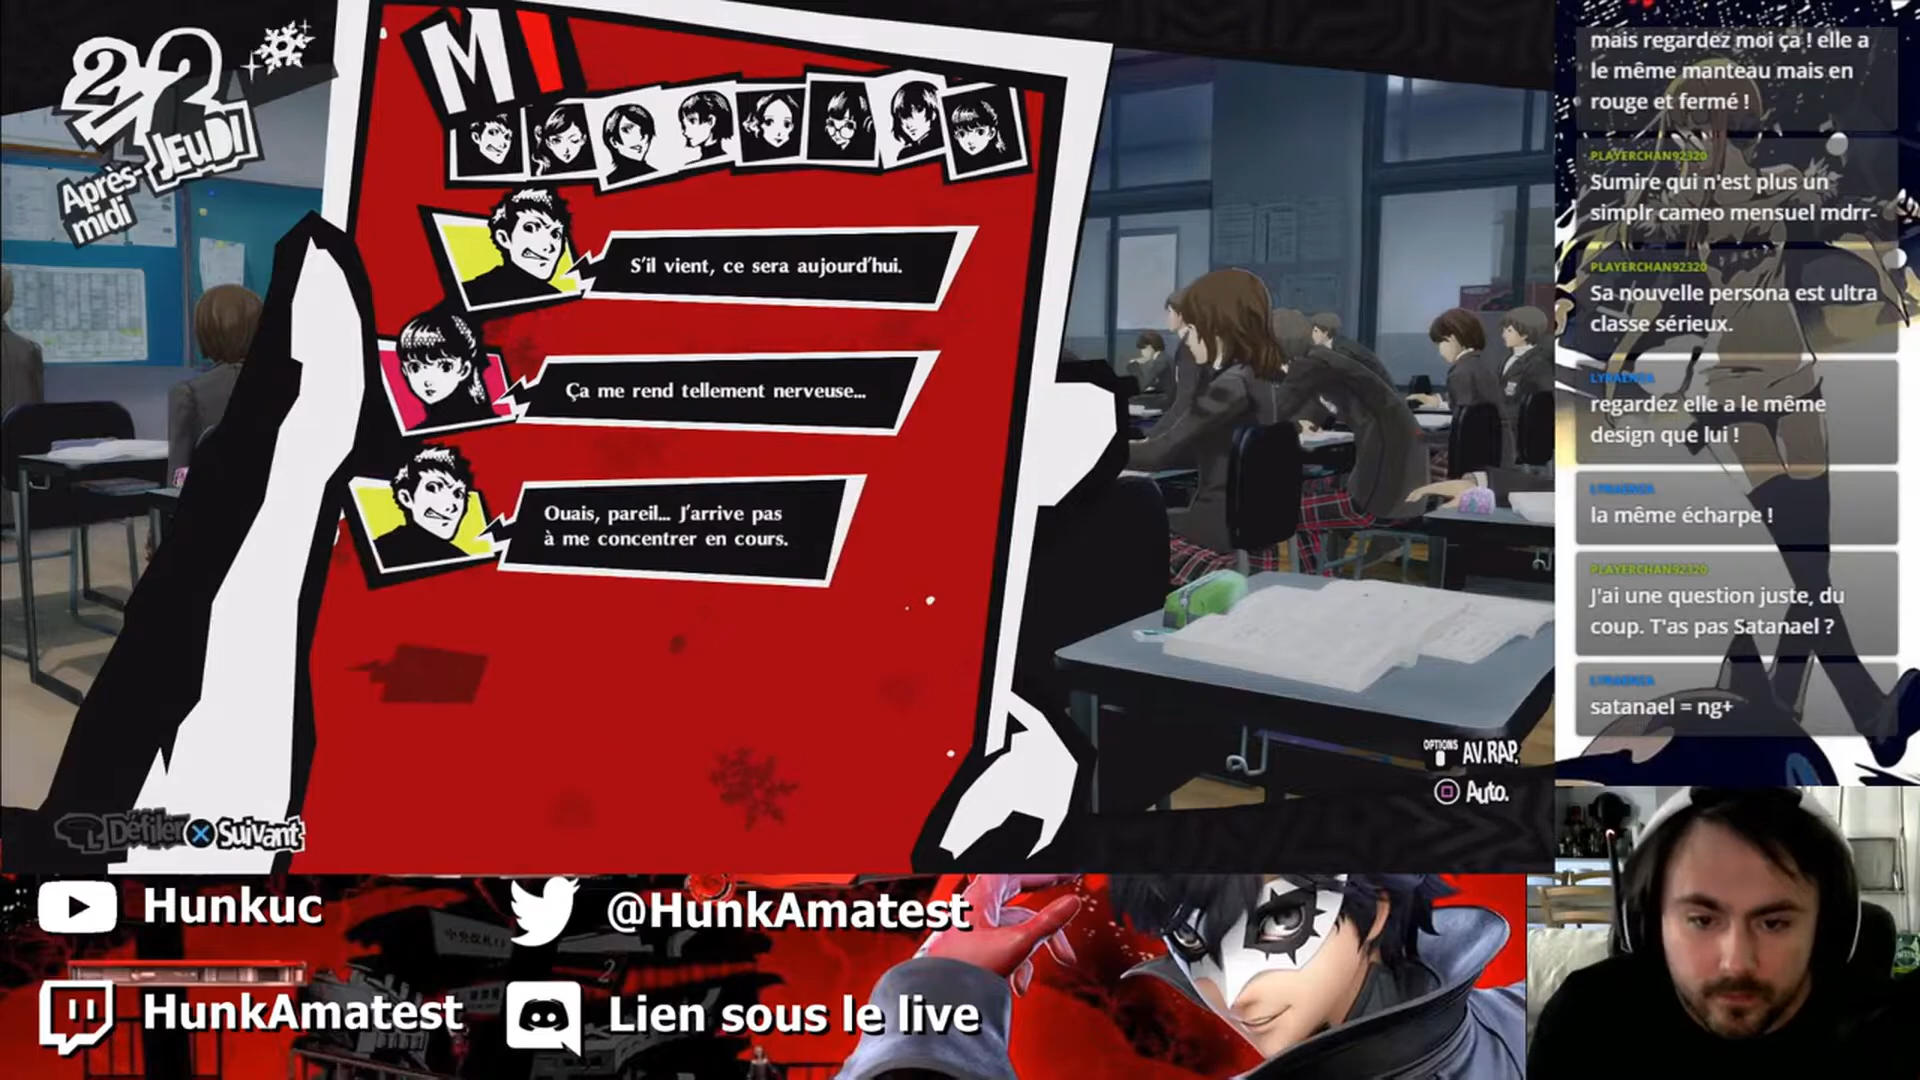 2/2
JEUDI
Après-
midi
MI
S'il vient, ce sera aujourd'hui.
Ça me rend tellement nerveuse...
Ouais, pareil... J'arrive pas
à me concentrer en cours.
OPTIONS AV.RAP.
Auto.
L Défiler Suivant
mais regardez moi ça ! elle a
le même manteau mais en
rouge et fermé !
PLAYERCHAN92320
Sumire qui n'est plus un
simplr cameo mensuel mdrr-
PLAYERCHAN92320
Sa nouvelle persona est ultra
classe sérieux.
regardez elle a le même
design que lui !
la même écharpe !
PLAYERCHAN92320
J'ai une question juste, du
coup. T'as pas Satanael ?
satanael = ng+
Hunkuc
@HunkAmatest
HunkAmatest
Lien sous le live